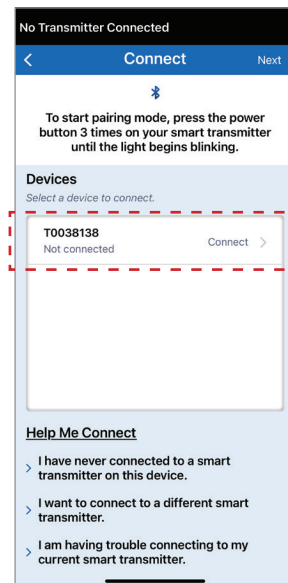 No Transmitter Connected
Connect
Next
To start pairing mode, press the power
button 3 times on your smart transmitter
until the light begins blinking.
Devices
Select a device to connect.
T0038138
Not connected
Connect
Help Me Connect
I have never connected to a smart
transmitter on this device.
I want to connect to a different smart
transmitter.
I am having trouble connecting to my
current smart transmitter.